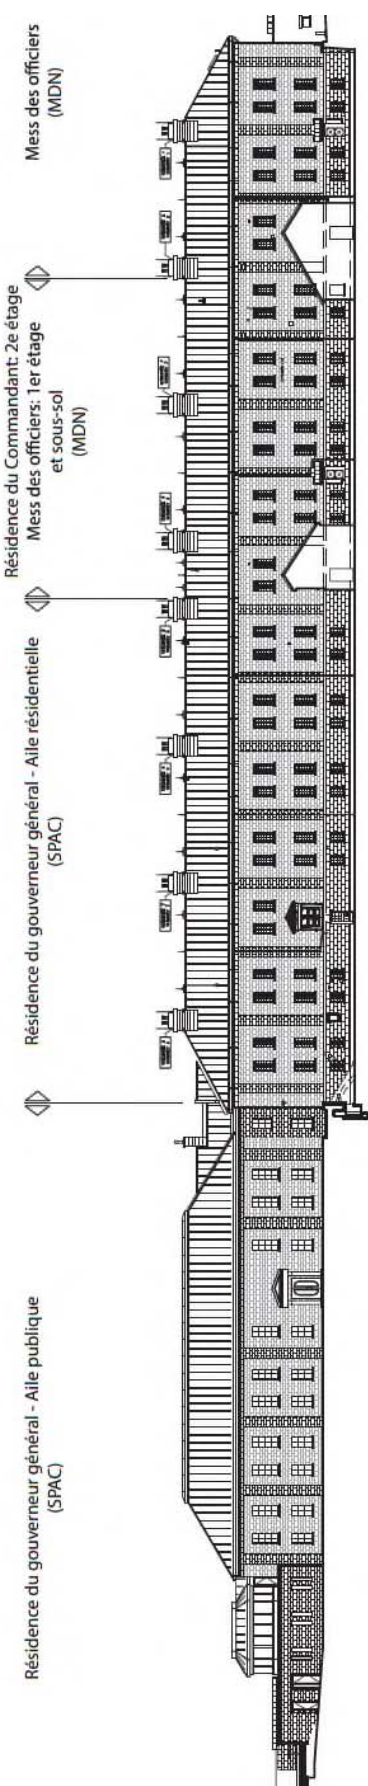 Résidence du gouverneur général - Aile publique
(SPAC)
Résidence du gouverneur général - Aile résidentielle
(SPAC)
Résidence du Commandant: 2e étage
Mess des officiers: 1er étage
et sous-sol
(MDN)
Mess des officiers
(MDN)